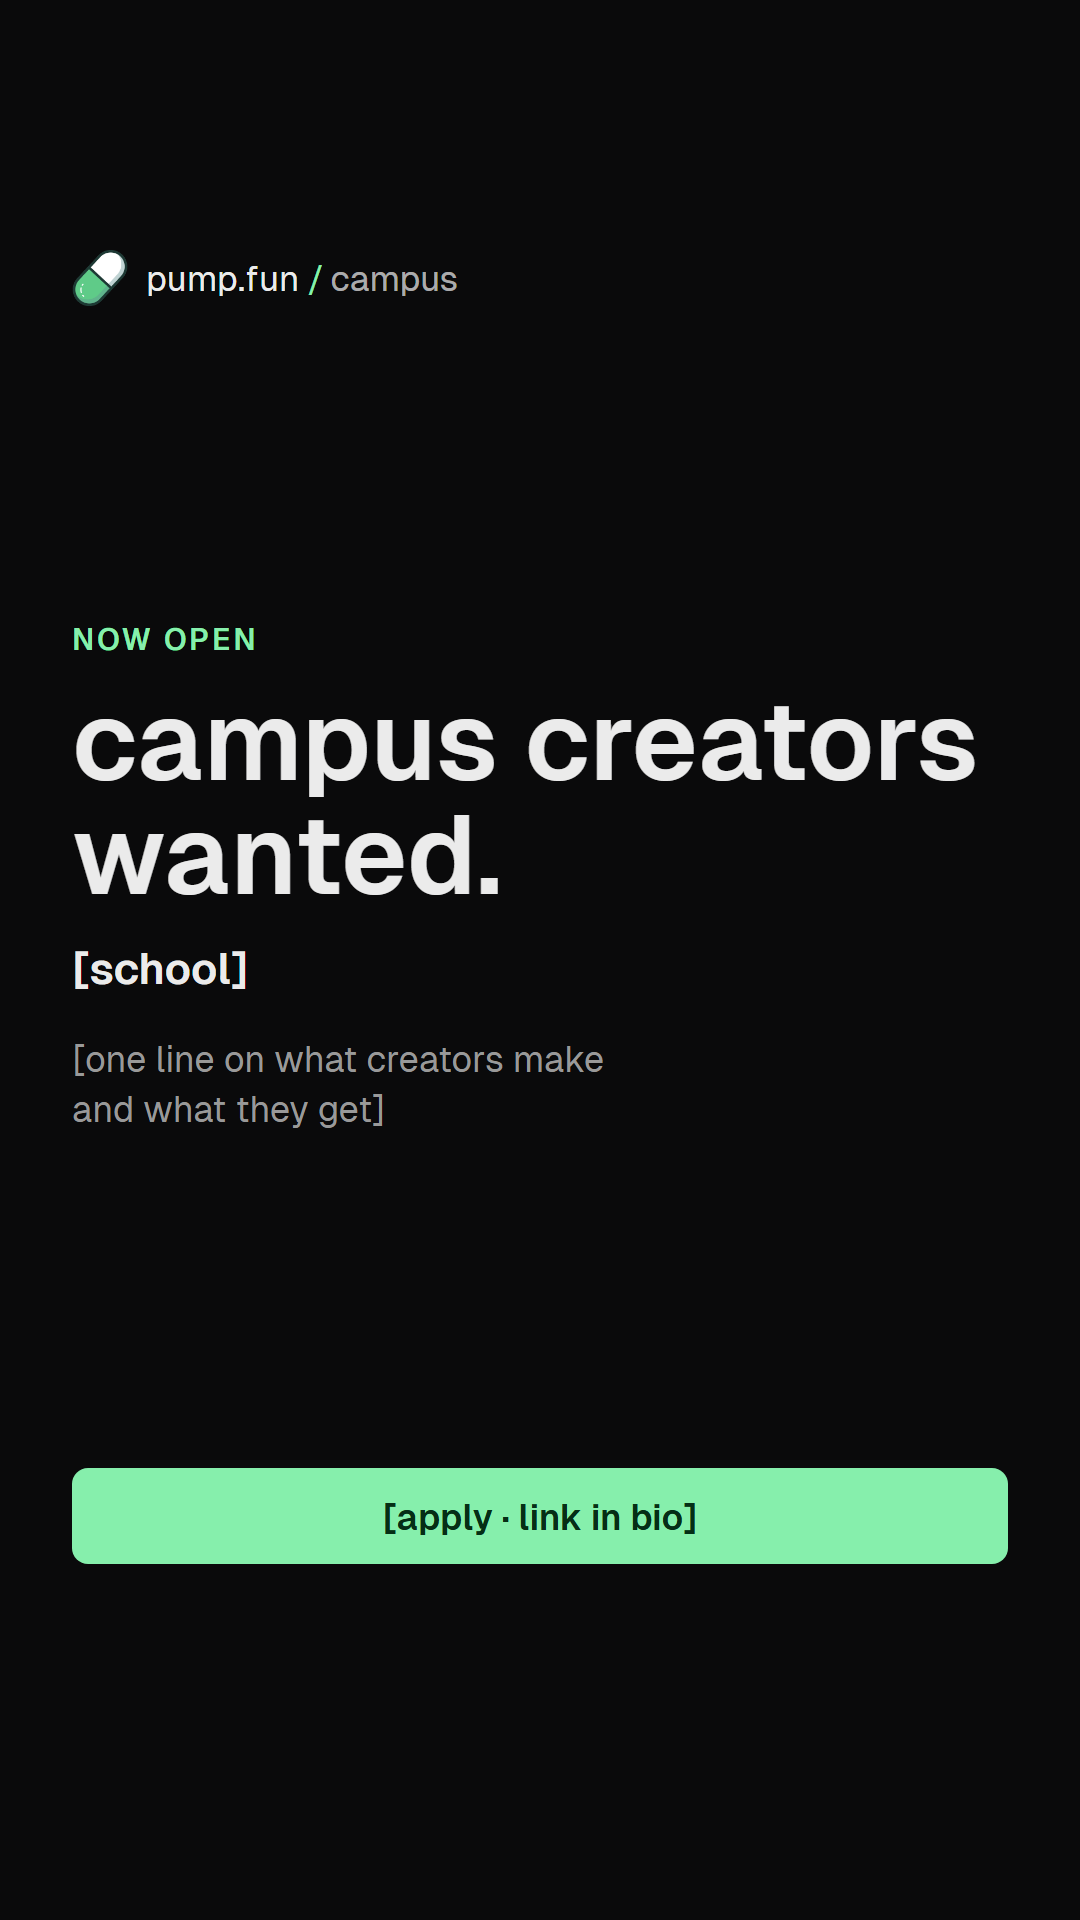 pump.fun / campus
NOW OPEN
campus creators
wanted.
[school]
[one line on what creators make
and what they get]
[apply · link in bio]